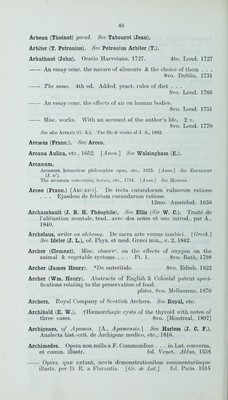 46
Arbeau (Thoinot) pseud. See Tabourot (Jean).
Arbiter (T. Petronius). See Petronius Arbiter (T.).
Arbuthnot (John). Oratio Harveiana, 1727. 4to. Lond. 1727
—— An essay conc. the nature of aliments & the choice of them . . .
8vo. Dublin, 1731
—— The same. 4th ed. Added, pract. rules of diet . . .
8vo. Lond. 1756
—— An essay conc. the effects of air on human bodies.
8vo. Lond. 1751
—— Misc. works. With an account of the author's life. 2 v.
8vo. Lond. 1770
See also AITKEN (G. A.). The life & works of J. A., 1892.
Arcaeus (Franc.). See Arceo.
Arcana Aulica, etc., 1652. [Anon.] See Walsingham (E.).
Arcanum.
Arcanum hermeticæ philosophiæ opus, etc., 1623. [Anon.] See
The arcanum concerning horses, etc., 1714. [Anon.] See
Arceo (Franc.) [ARCEUS]. De recta curandorum vulnerum ratione
. . . Ejusdem de febrium curandarum ratione.
12mo. Amstelod. 1658
Archambault (J. B. H. Théophile). See Ellis (Sir W. C.). Traité de
l'aliénation mentale, trad., avec des notes et une introd., par A.,
1840.
Archelaus, writer on alchemy. De sacra arte versus iambici. [Greek.]
See Ideler (J. L.), ed. Phys. et med. Græci min., v. 2, 1842.
Archer (Clement). Misc. observ. on the effects of oxygen on the
animal & vegetable systems . . . Pt. 1. 8vo. Bath, 1798
Archer (James Henry). *De enteritide. 8vo. Edinb. 1822
Archer (Wm. Henry). Abstracts of English & Colonial patent speci-
fications relating to the preservation of food.
plates, 8vo. Melbourne, 1870
Archers. Royal Company of Scottish Archers. See Royal, etc.
Archibald (E. W.). †Hæmorrhagic cysts of the thyroid with notes of
three cases. 8vo. [Montreal, 1897]
Archigenes, of Apamea. [A., Apamensis.] See Harless (J. C. F.).
Analecta hist.-crit. de Archigene medico, etc., 1816.
Archimedes. Opera non nulla a F. Commandino . . . in Lat. conversa,
et comm. illustr. fol. Venet. Aldus, 1558
—— Opera quæ extant, novis demonstrationibus commentariisque
illustr. per D. R. a Flurantia. [Gr. & Lat.] fol. Paris. 1615